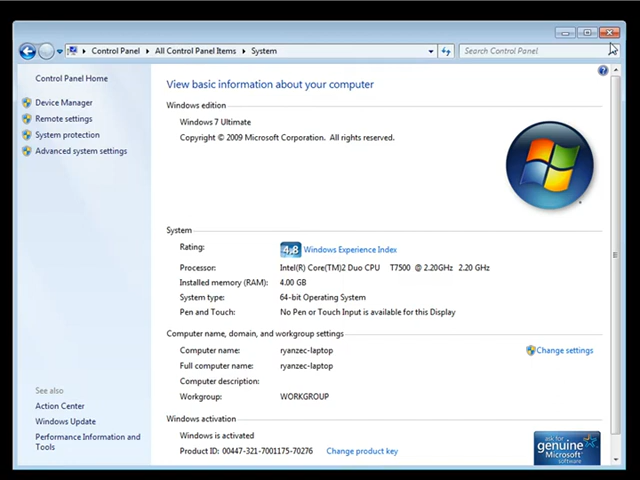 Control Panel ▸ All Control Panel Items ▸ System
Search Control Panel
Control Panel Home
Device Manager
Remote settings
System protection
Advanced system settings
See also
Action Center
Windows Update
Performance Information and
Tools
View basic information about your computer
Windows edition
Windows 7 Ultimate
Copyright © 2009 Microsoft Corporation.  All rights reserved.
System
Rating: 4.8 Windows Experience Index
Processor: Intel(R) Core(TM)2 Duo CPU T7500 @ 2.20GHz 2.20 GHz
Installed memory (RAM): 4.00 GB
System type: 64-bit Operating System
Pen and Touch: No Pen or Touch Input is available for this Display
Computer name, domain, and workgroup settings
Computer name: ryanzec-laptop Change settings
Full computer name: ryanzec-laptop
Computer description:
Workgroup: WORKGROUP
Windows activation
Windows is activated
Product ID: 00447-321-7001175-70276 Change product key
ask for
genuine
Microsoft
software